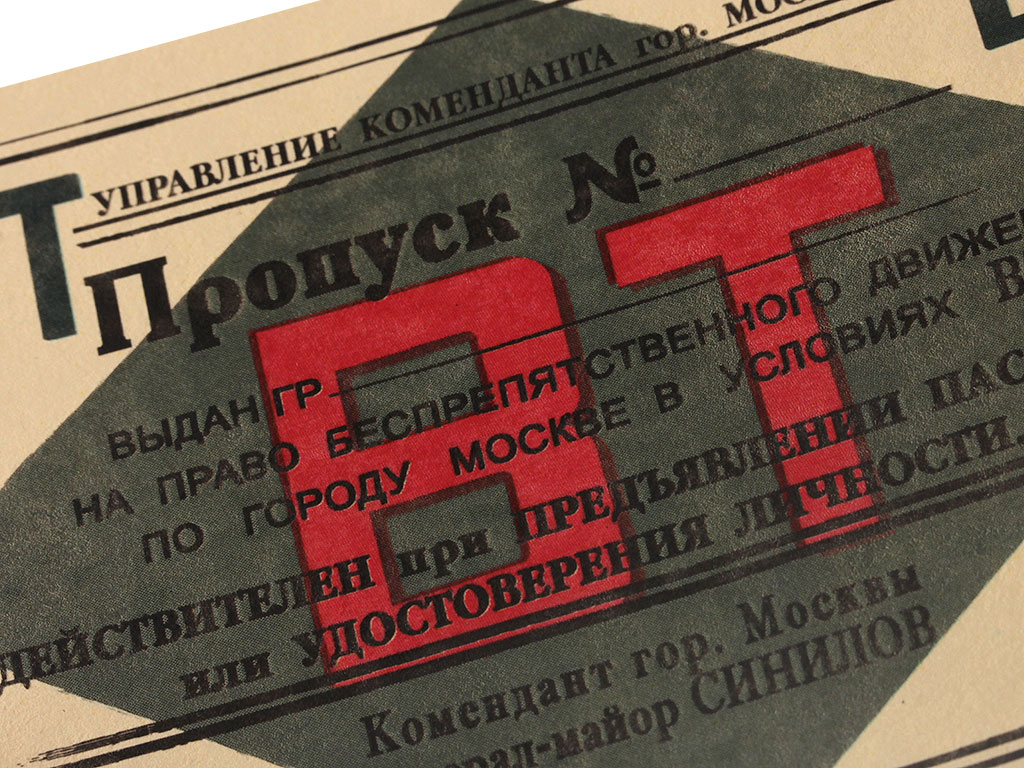 УПРАВЛЕНИЕ КОМЕНДАНТА гор.
Т
Пропуск №
ВТ
ВЫДАН ГР
НА ПРАВО БЕСПРЕПЯТСТВЕННОГО
ПО ГОРОДУ МОСКВЕ В УСЛОВИЯХ В
ДЕЙСТВИТЕЛЕН при ПРЕДЪЯВЛЕНИИ
или УДОСТОВЕРЕНИЯ ЛИЧНОСТИ.
Комендант гор. Москвы
майор СИНИЛОВ